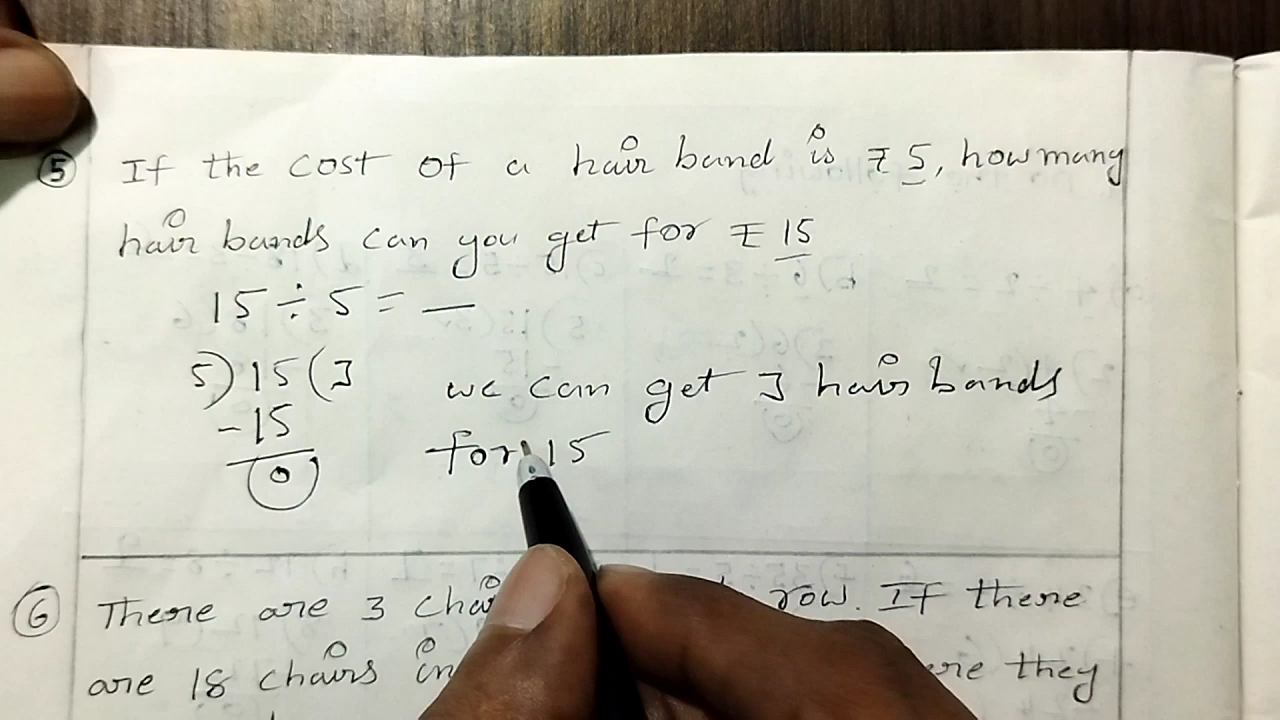 5 If the cost of a hair band is ₹ 5, how many
hair bands can you get for ₹ 15
15 ÷ 5 = —
5) 15 (3
we can get 3 hair bands
- 15
for 15
0
6 There are 3 row. If there
are 18 chairs in they